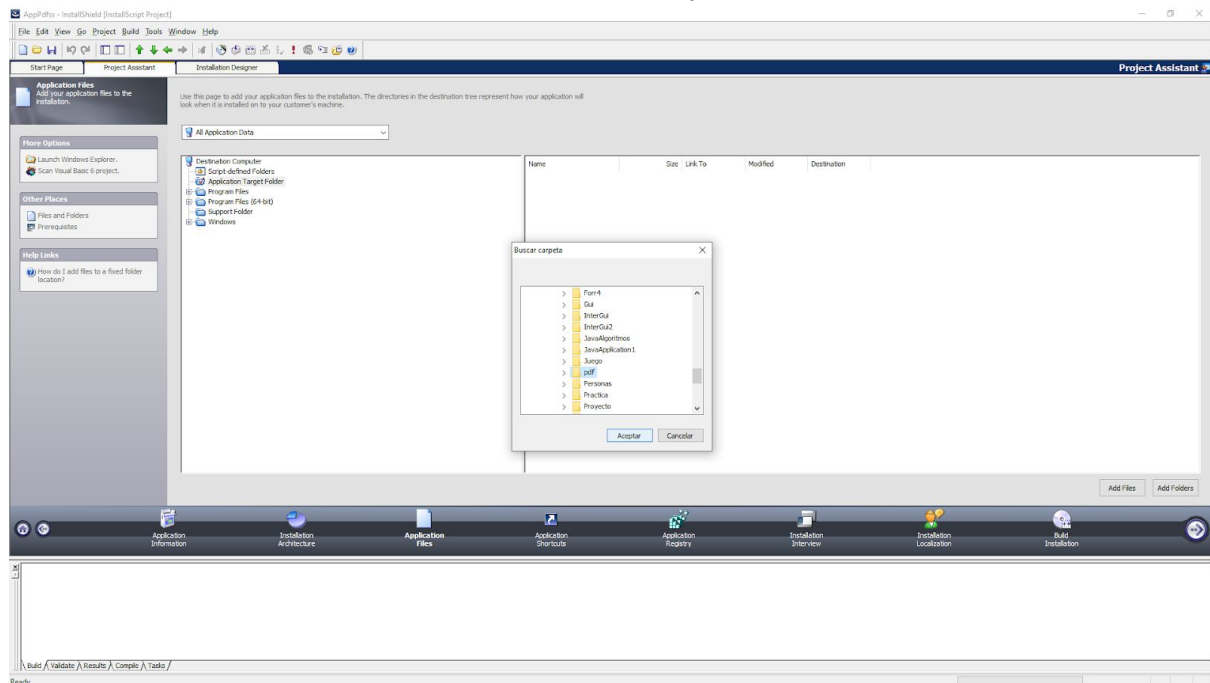 AppPdfss - InstallShield [InstallScript Project]
File Edit View Go Project Build Tools Window Help
Start Page Project Assistant Installation Designer
Project Assistant
Application Files
Add your application files to the
installation.
Use this page to add your application files to the installation. The directories in the destination tree represent how your application will
look when it is installed on to your customer's machine.
All Application Data
More Options
Launch Windows Explorer.
Scan Visual Basic 6 project.
Other Places
Files and Folders
Prerequisites
Help Links
How do I add files to a fixed folder
location?
Destination Computer
Script-defined Folders
Application Target Folder
Program Files
Program Files (64-bit)
Support Folder
Windows
Name Size Link To Modified Destination
Buscar carpeta
Forr4
Gui
InterGui
InterGui2
JavaAlgoritmos
JavaApplication1
Juego
pdf
Personas
Practica
Proyecto
Aceptar Cancelar
Add Files Add Folders
Application
Information
Installation
Architecture
Application
Files
Application
Shortcuts
Application
Registry
Installation
Interview
Installation
Localization
Build
Installation
Build Validate Results Compile Tasks
Ready